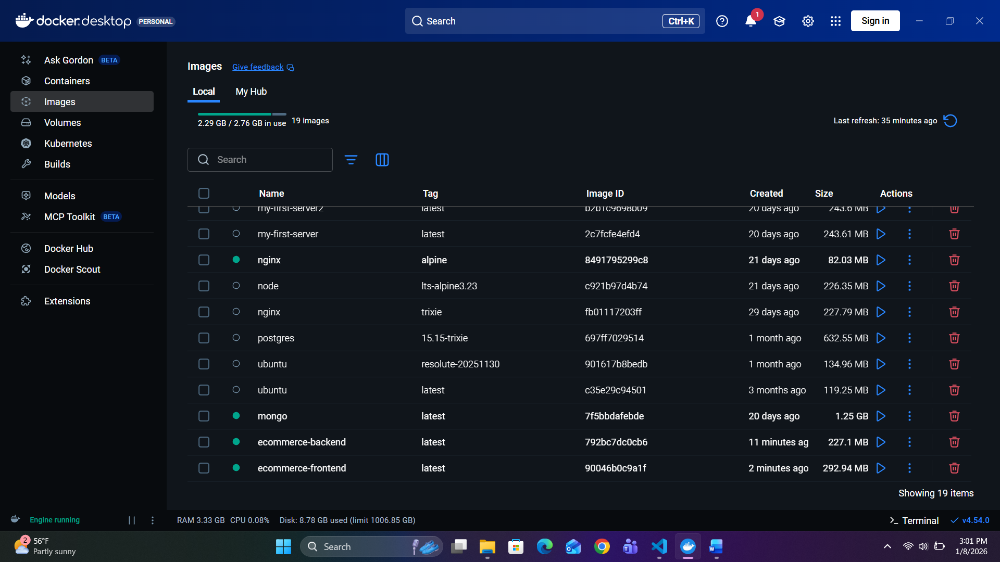 docker.desktop PERSONAL
Search Ctrl+K
1
Sign in
Ask Gordon BETA
Containers
Images
Volumes
Kubernetes
Builds
Models
MCP Toolkit BETA
Docker Hub
Docker Scout
Extensions
Images Give feedback
Local My Hub
2.29 GB / 2.76 GB in use 19 images
Last refresh: 35 minutes ago
Search
Name Tag Image ID Created Size Actions
my-first-server2 latest b2b1c9698b09 20 days ago 243.6 MB
my-first-server latest 2c7fcfe4efd4 20 days ago 243.61 MB
nginx alpine 8491795299c8 21 days ago 82.03 MB
node lts-alpine3.23 c921b97d4b74 21 days ago 226.35 MB
nginx trixie fb01117203ff 29 days ago 227.79 MB
postgres 15.15-trixie 697ff7029514 1 month ago 632.55 MB
ubuntu resolute-20251130 901617b8bedb 1 month ago 134.96 MB
ubuntu latest c35e29c94501 3 months ago 119.25 MB
mongo latest 7f5bbdafebde 20 days ago 1.25 GB
ecommerce-backend latest 792bc7dc0cb6 11 minutes ag 227.1 MB
ecommerce-frontend latest 90046b0c9a1f 2 minutes ago 292.94 MB
Showing 19 items
Engine running
RAM 3.33 GB CPU 0.08% Disk: 8.78 GB used (limit 1006.85 GB)
Terminal v4.54.0
2
56°F
Partly sunny
Search
3:01 PM
1/8/2026